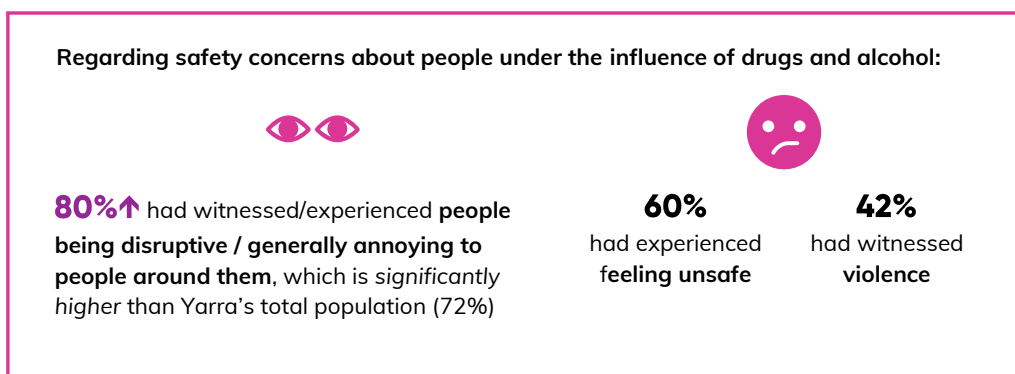 Regarding safety concerns about people under the influence of drugs and alcohol:
80%↑ had witnessed/experienced people
being disruptive / generally annoying to
people around them, which is significantly
higher than Yarra’s total population (72%)
60%
had experienced
feeling unsafe
42%
had witnessed
violence